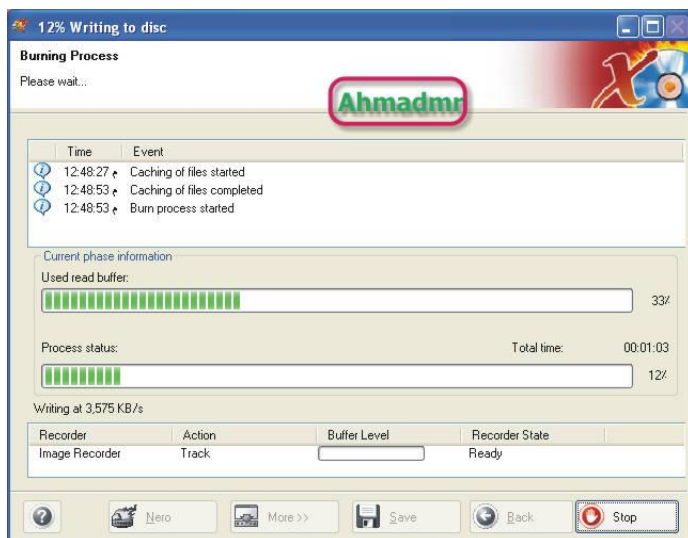 12% Writing to disc
Burning Process
Please wait...
Ahmadmr
Time Event
12:48:27 م Caching of files started
12:48:53 م Caching of files completed
12:48:53 م Burn process started
Current phase information
Used read buffer:
33%
Process status: Total time: 00:01:03
12%
Writing at 3,575 KB/s
Recorder Action Buffer Level Recorder State
Image Recorder Track Ready
Nero More >> Save Back Stop